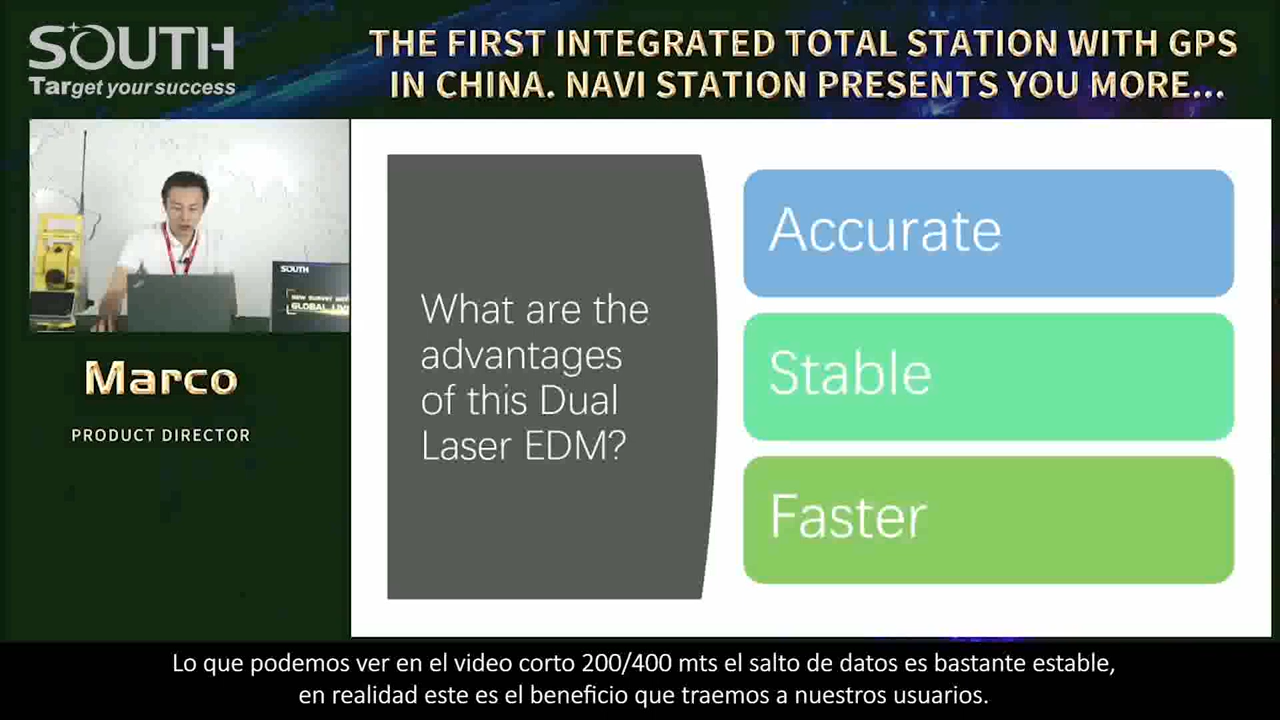 SOUTH
Target your success
THE FIRST INTEGRATED TOTAL STATION WITH GPS
IN CHINA. NAVI STATION PRESENTS YOU MORE...
SOUTH
GLOBAL
Marco
PRODUCT DIRECTOR
What are the
advantages
of this Dual
Laser EDM?
Accurate
Stable
Faster
Lo que podemos ver en el video corto 200/400 mts el salto de datos es bastante estable,
en realidad este es el beneficio que traemos a nuestros usuarios.